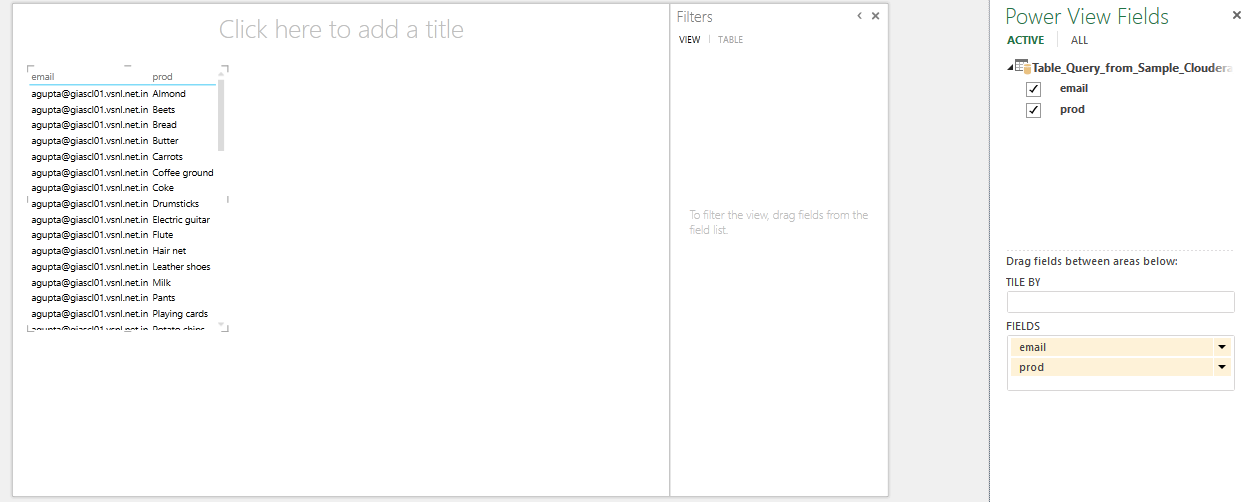 Click here to add a title
email prod
agupta@giascl01.vsnl.net.in Almond
agupta@giascl01.vsnl.net.in Beets
agupta@giascl01.vsnl.net.in Bread
agupta@giascl01.vsnl.net.in Butter
agupta@giascl01.vsnl.net.in Carrots
agupta@giascl01.vsnl.net.in Coffee ground
agupta@giascl01.vsnl.net.in Coke
agupta@giascl01.vsnl.net.in Drumsticks
agupta@giascl01.vsnl.net.in Electric guitar
agupta@giascl01.vsnl.net.in Flute
agupta@giascl01.vsnl.net.in Hair net
agupta@giascl01.vsnl.net.in Leather shoes
agupta@giascl01.vsnl.net.in Milk
agupta@giascl01.vsnl.net.in Pants
agupta@giascl01.vsnl.net.in Playing cards
agupta@giascl01.vsnl.net.in Potato chips
Filters
VIEW | TABLE
To filter the view, drag fields from the
field list.
Power View Fields
ACTIVE | ALL
Table_Query_from_Sample_Cloudera
email
prod
Drag fields between areas below:
TILE BY
FIELDS
email
prod